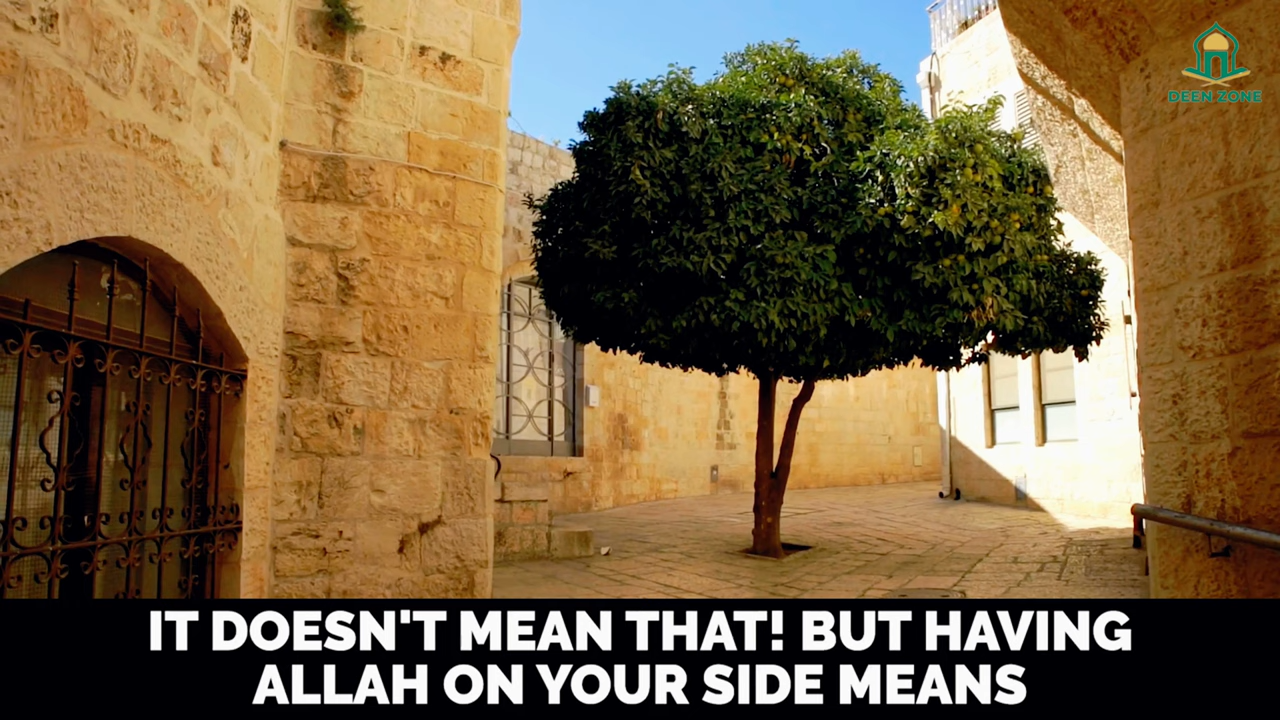 DEEN ZONE
IT DOESN'T MEAN THAT! BUT HAVING
ALLAH ON YOUR SIDE MEANS